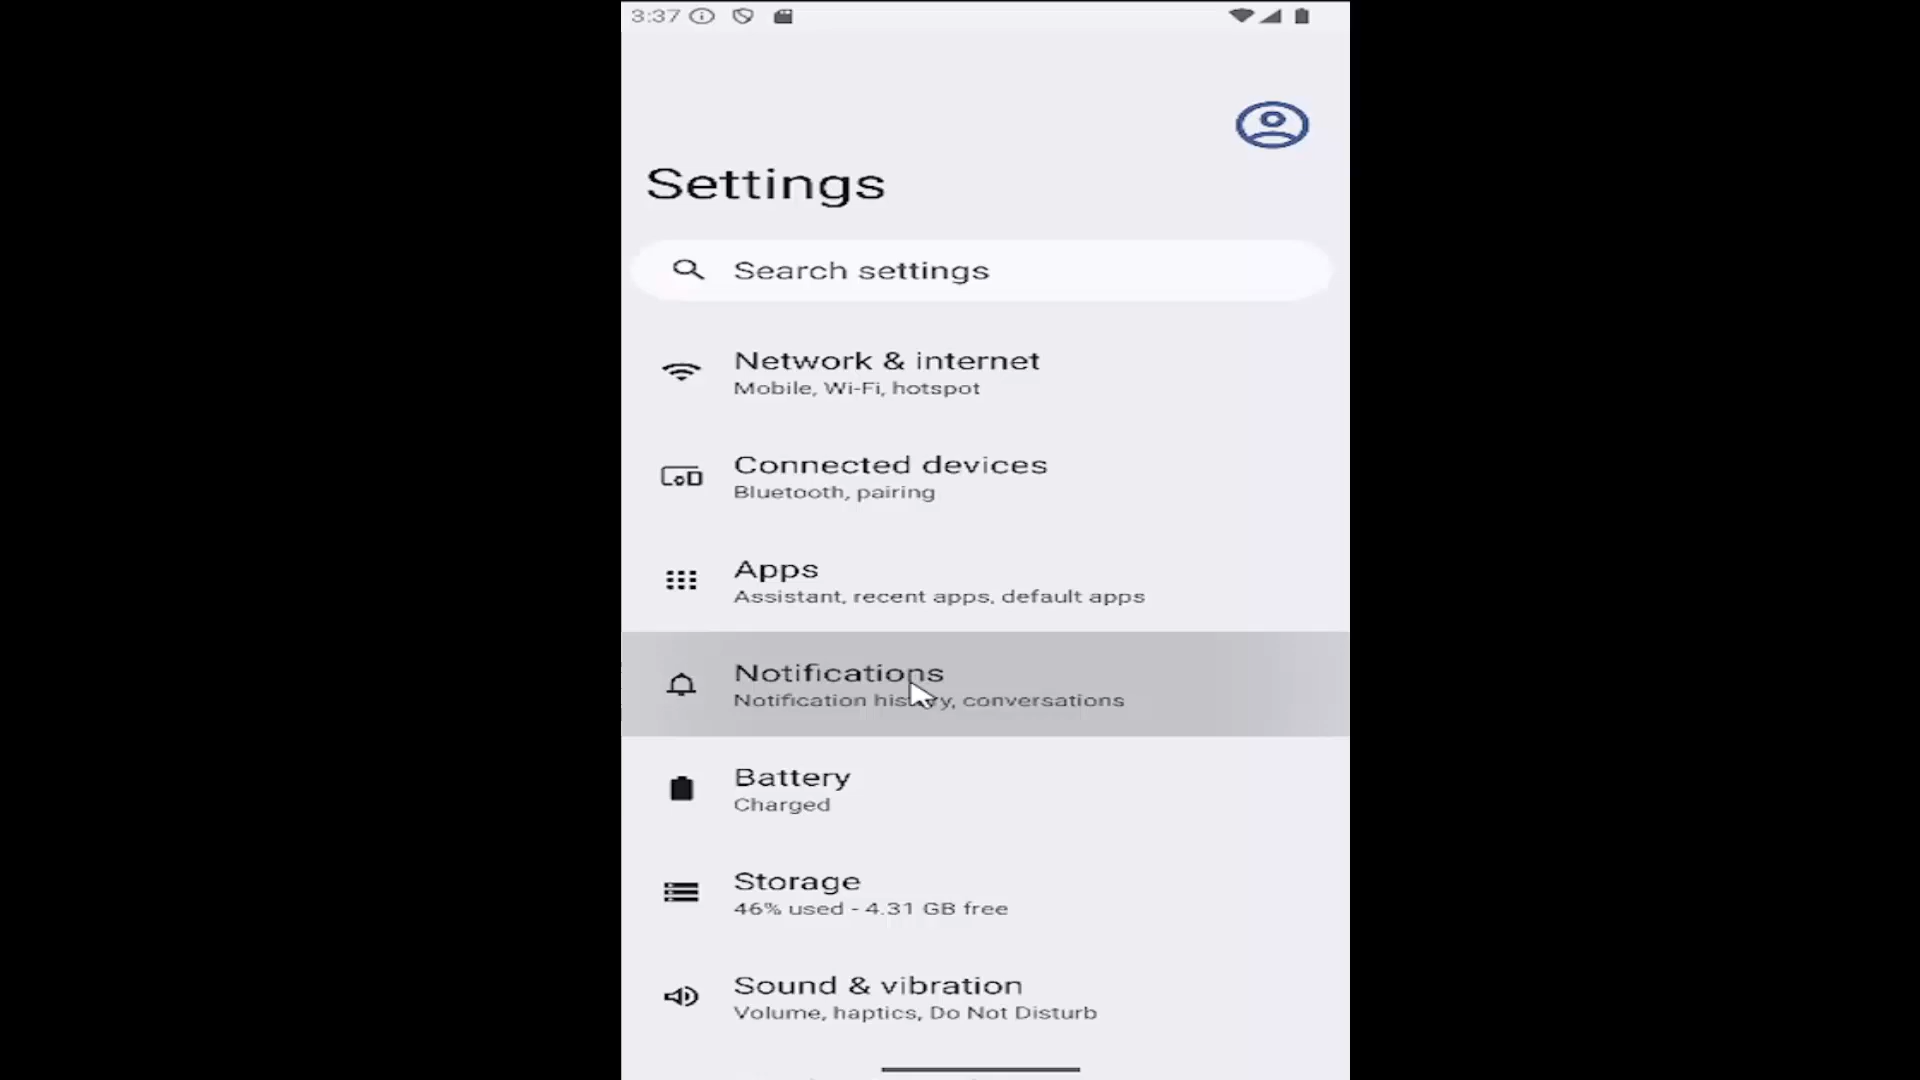 3:37
Settings
Search settings
Network & internet
Mobile, Wi-Fi, hotspot
Connected devices
Bluetooth, pairing
Apps
Assistant, recent apps, default apps
Notifications
Notification history, conversations
Battery
Charged
Storage
46% used - 4.31 GB free
Sound & vibration
Volume, haptics, Do Not Disturb